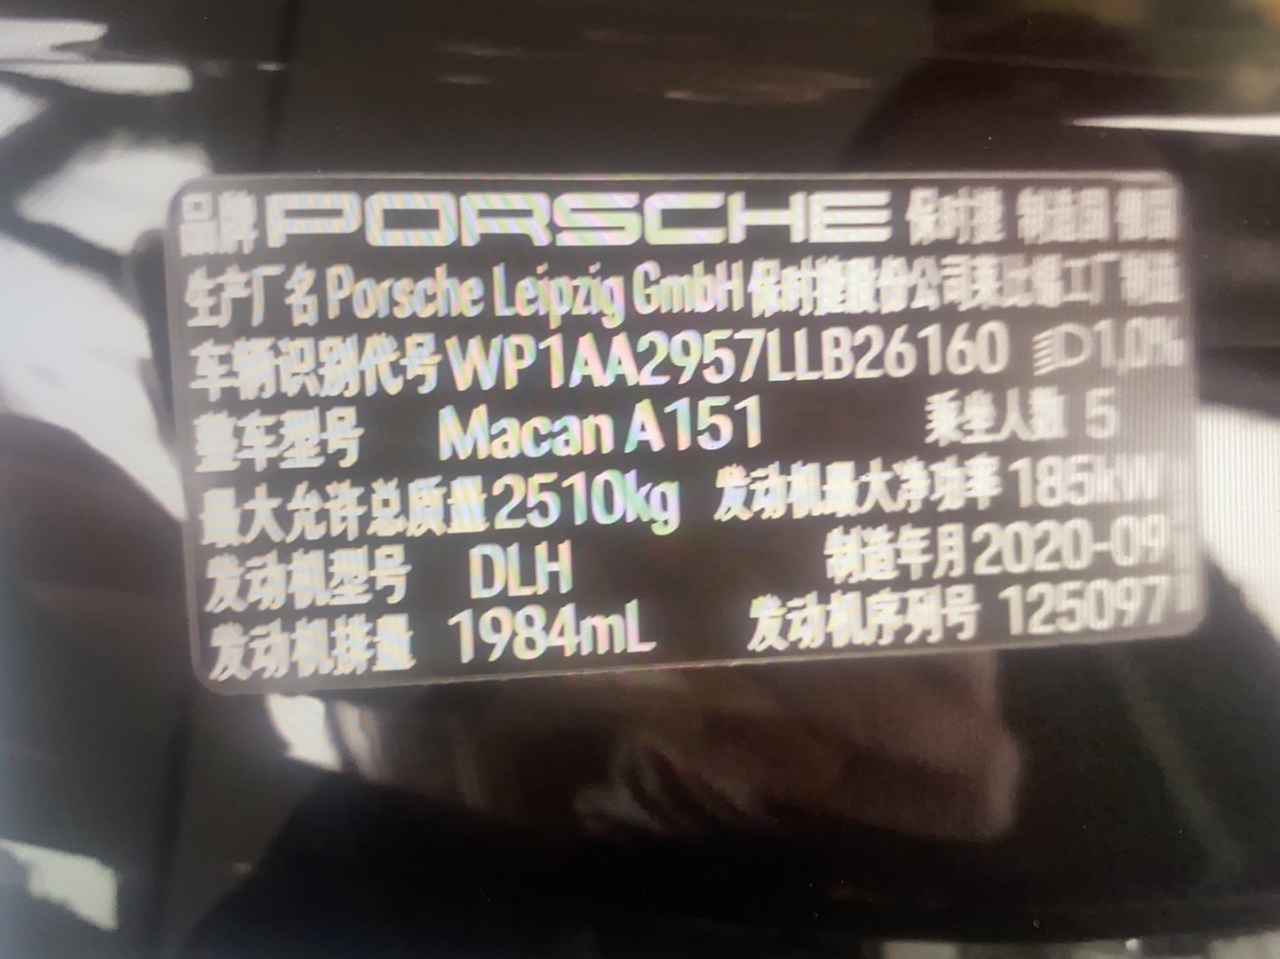 品牌 PORSCHE 保时捷 制造国 德国
生产厂名 Porsche Leipzig GmbH 保时捷股份公司莱比锡工厂制造
车辆识别代号 WP1AA2957LLB26160 1,0%
整车型号 Macan A151 乘坐人数 5
最大允许总质量 2510kg 发动机最大净功率 185kW
发动机型号 DLH 制造年月 2020-09
发动机排量 1984mL 发动机序列号 125097